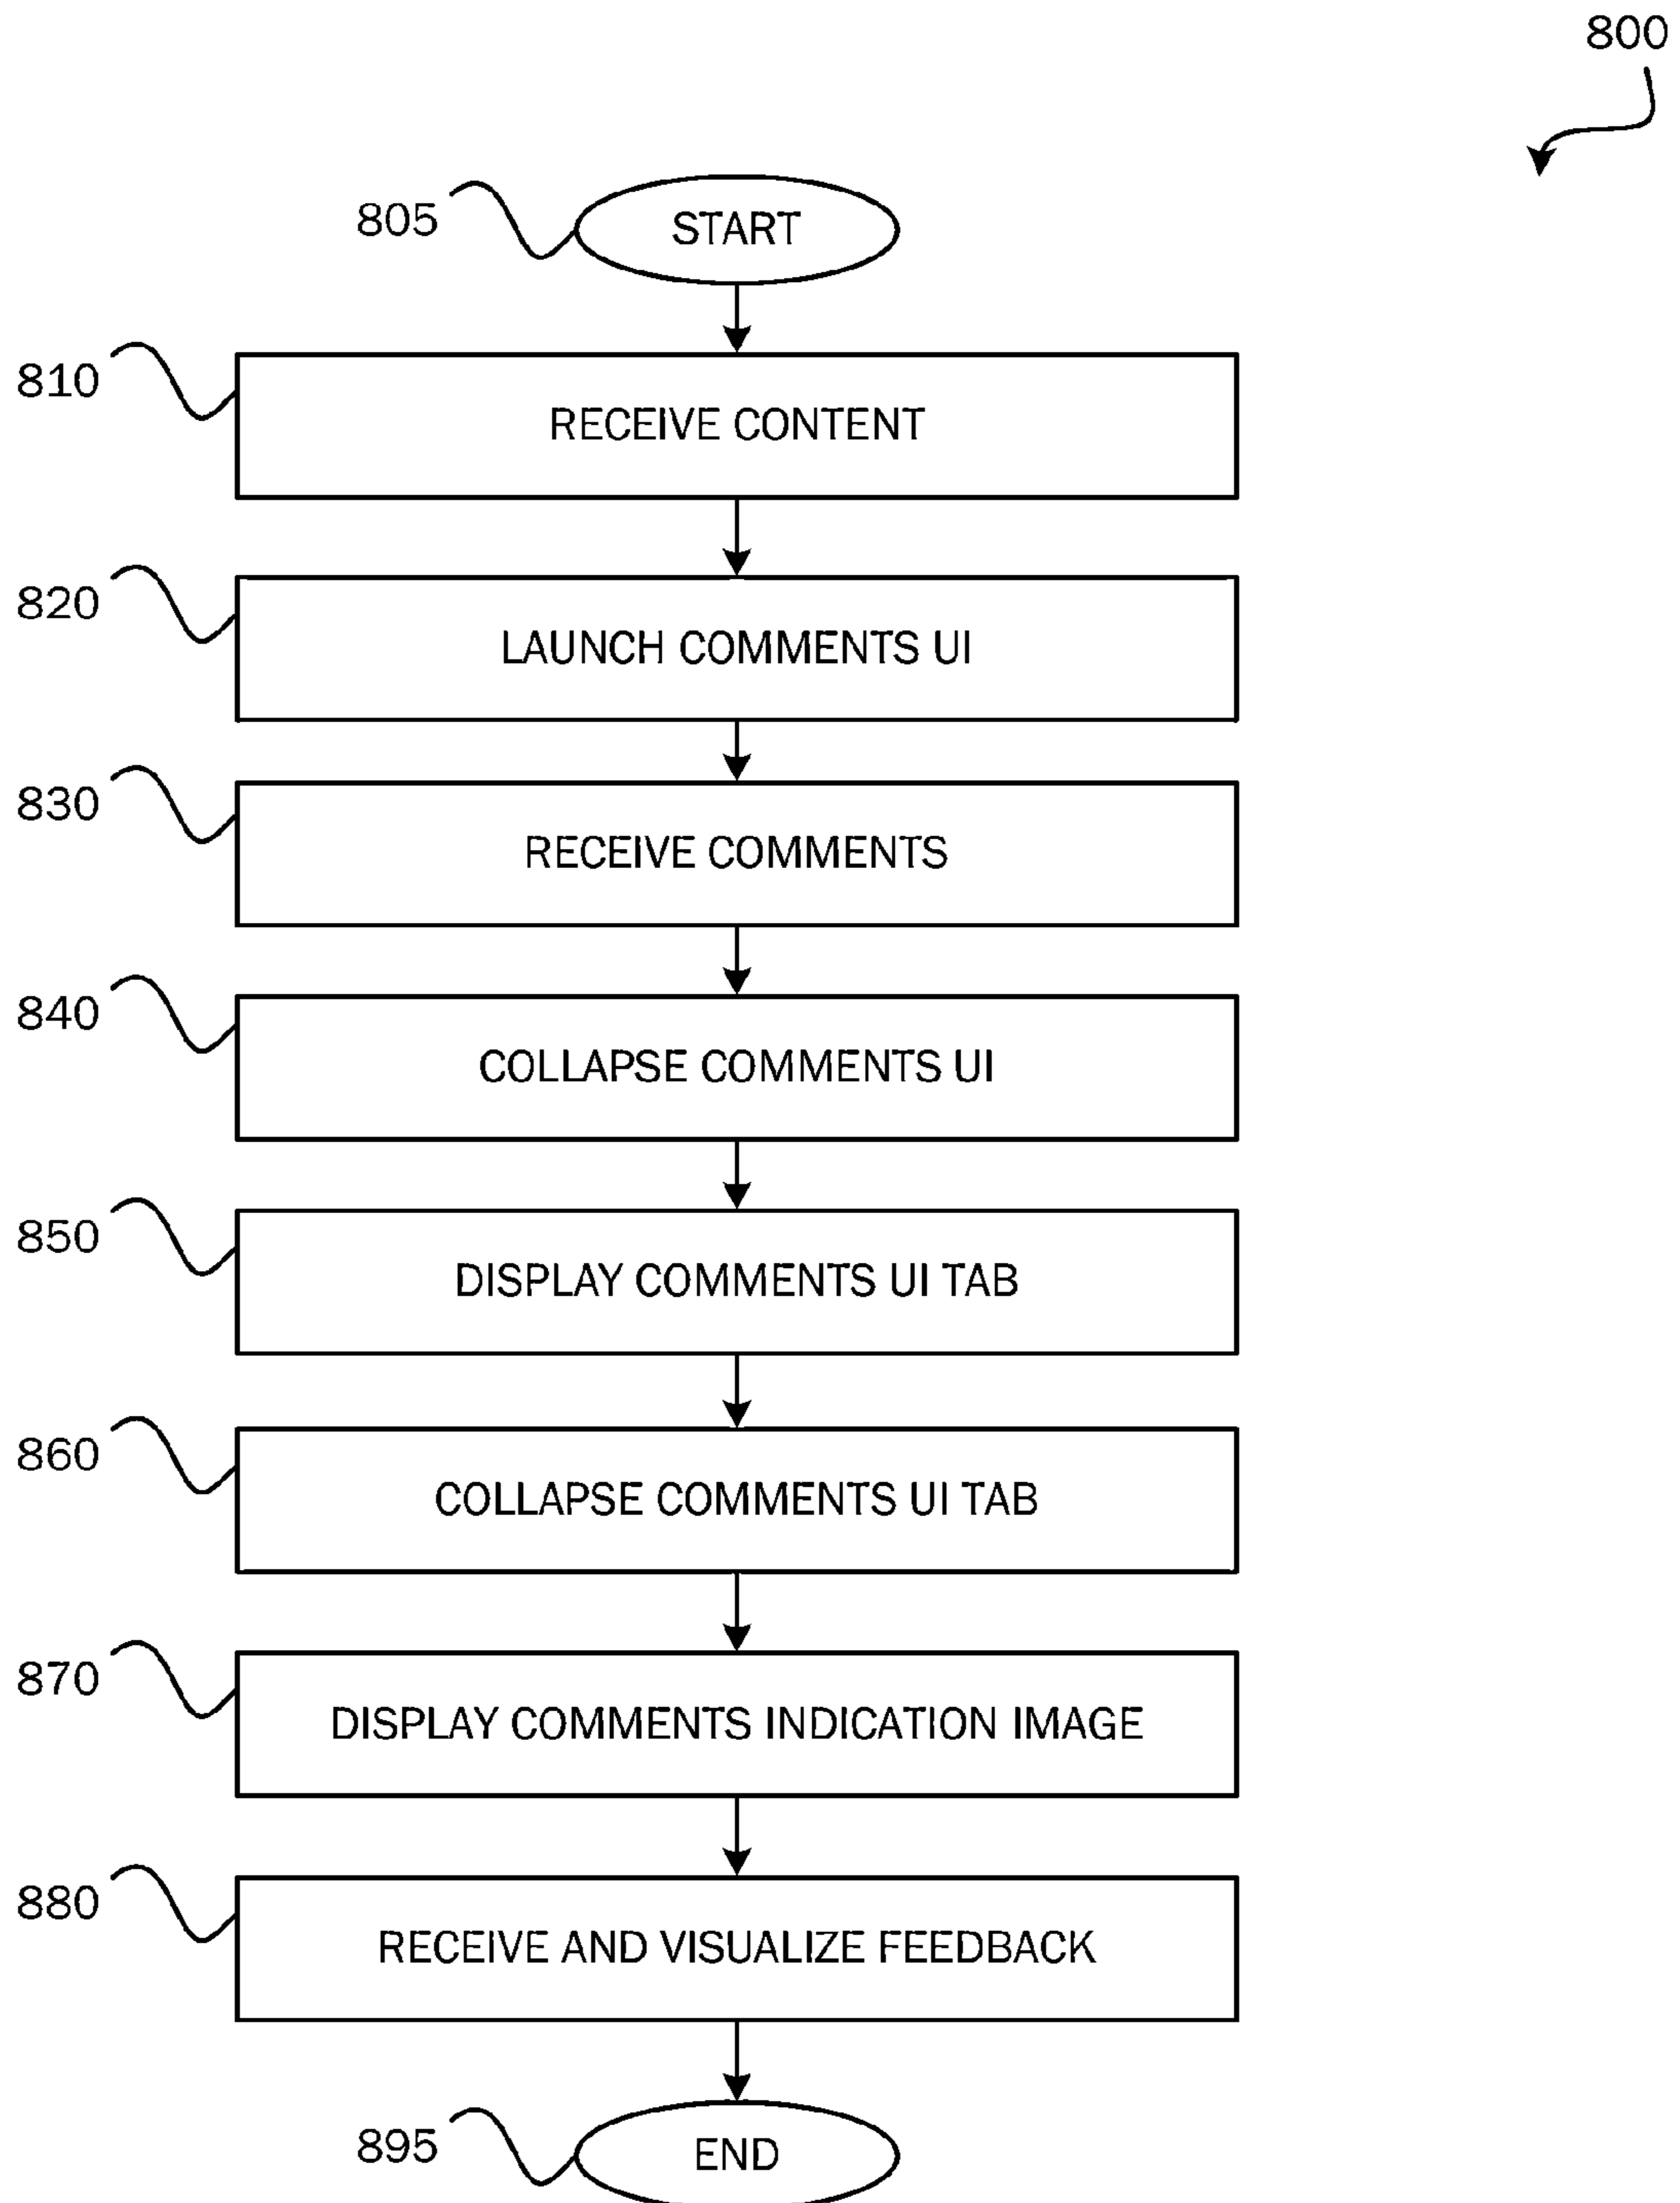 800
805 START
810 RECEIVE CONTENT
820 LAUNCH COMMENTS UI
830 RECEIVE COMMENTS
840 COLLAPSE COMMENTS UI
850 DISPLAY COMMENTS UI TAB
860 COLLAPSE COMMENTS UI TAB
870 DISPLAY COMMENTS INDICATION IMAGE
880 RECEIVE AND VISUALIZE FEEDBACK
895 END